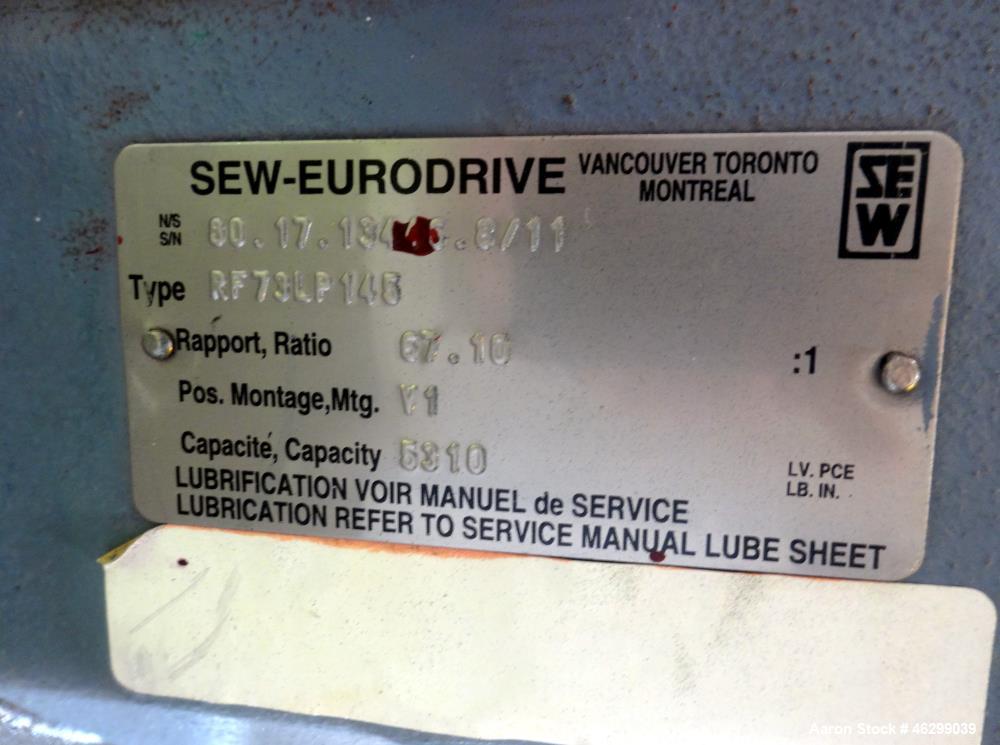 SEW-EURODRIVE VANCOUVER TORONTO MONTREAL
SEW
N/S
S/N
Type RF73LP145
Rapport, Ratio 67.10 :1
Pos. Montage,Mtg. V1
Capacité, Capacity 5310 LV. PCE
LB. IN.
LUBRIFICATION VOIR MANUEL de SERVICE
LUBRICATION REFER TO SERVICE MANUAL LUBE SHEET
Aaron Stock # 46299039